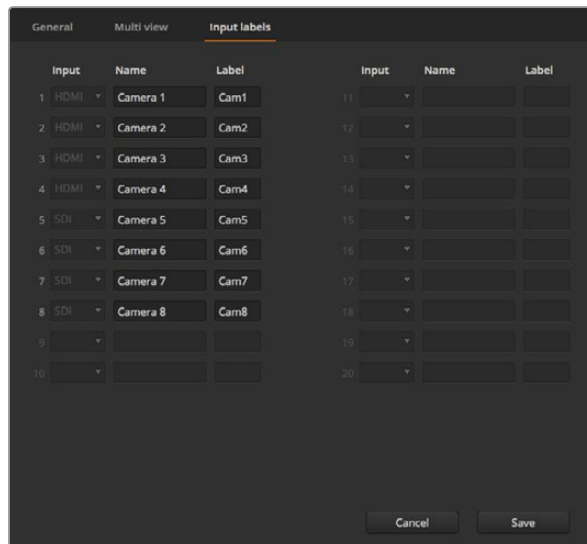 General Multi view Input labels
Input Name Label Input Name Label
1 HDMI Camera 1 Cam1 11
2 HDMI Camera 2 Cam2 12
3 HDMI Camera 3 Cam3 13
4 HDMI Camera 4 Cam4 14
5 SDI Camera 5 Cam5 15
6 SDI Camera 6 Cam6 16
7 SDI Camera 7 Cam7 17
8 SDI Camera 8 Cam8 18
9 19
10 20
Cancel Save